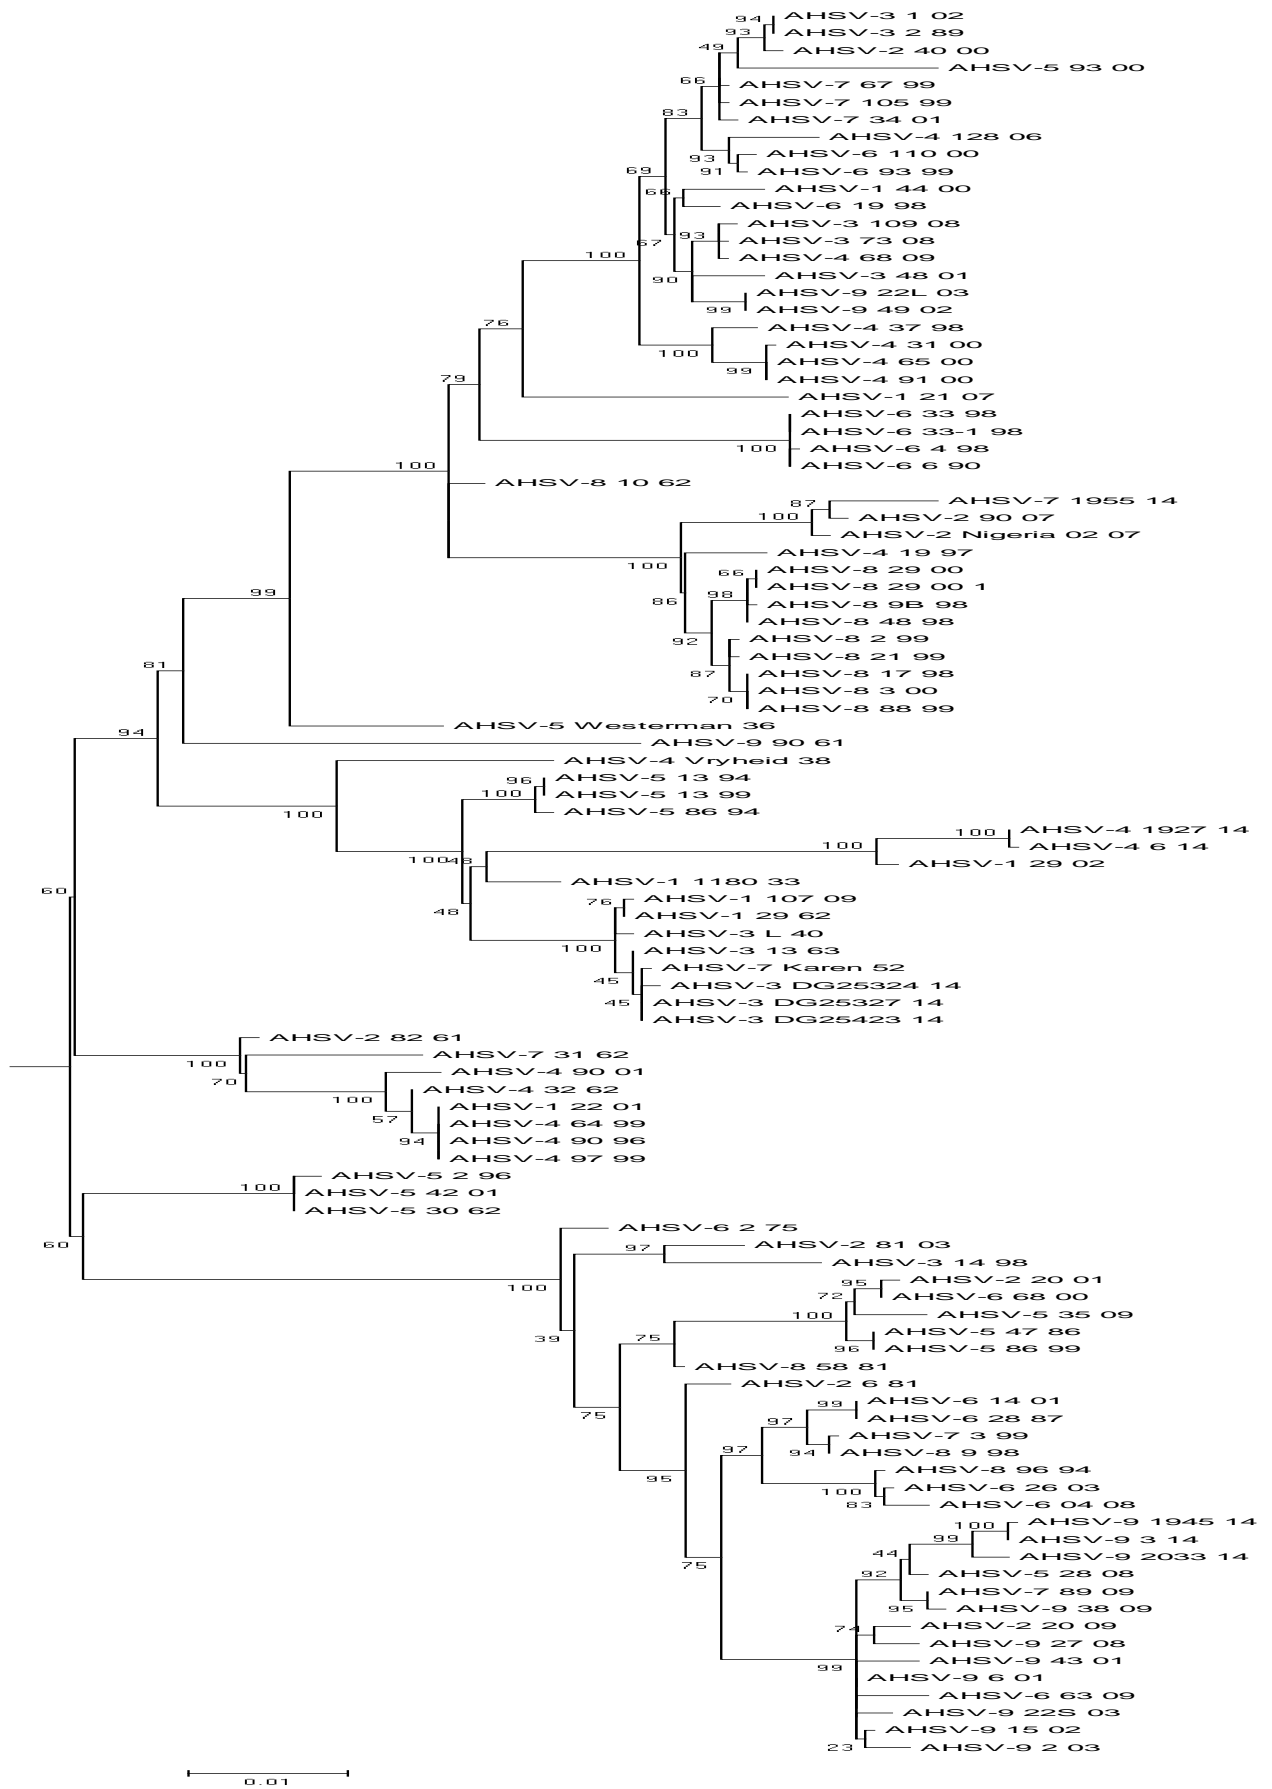 94 AHSV-3 1 02
93 AHSV-3 2 89
49 AHSV-2 40 00
AHSV-5 93 00
66 AHSV-7 67 99
AHSV-7 105 99
83 AHSV-7 34 01
AHSV-4 128 06
93 AHSV-6 110 00
69 91 AHSV-6 93 99
66 AHSV-1 44 00
AHSV-6 19 98
AHSV-3 109 08
67 93 AHSV-3 73 08
100 AHSV-4 68 09
90 AHSV-3 48 01
AHSV-9 22L 03
99 AHSV-9 49 02
76 AHSV-4 37 98
100 AHSV-4 31 00
99 AHSV-4 65 00
79 AHSV-4 91 00
AHSV-1 21 07
AHSV-6 33 98
AHSV-6 33-1 98
100 AHSV-6 4 98
100 AHSV-6 6 90
AHSV-8 10 62
87 AHSV-7 1955 14
100 AHSV-2 90 07
AHSV-2 Nigeria 02 07
AHSV-4 19 97
100 66 AHSV-8 29 00
AHSV-8 29 00 1
99 86 98 AHSV-8 9B 98
AHSV-8 48 98
92 AHSV-8 2 99
AHSV-8 21 99
81 87 AHSV-8 17 98
AHSV-8 3 00
70 AHSV-8 88 99
94 AHSV-5 Westerman 36
AHSV-9 90 61
AHSV-4 Vryheid 38
96 AHSV-5 13 94
100 AHSV-5 13 99
100 AHSV-5 86 94
100 AHSV-4 1927 14
100 AHSV-4 6 14
100 48 AHSV-1 29 02
AHSV-1 1180 33
60 76 AHSV-1 107 09
48 AHSV-1 29 62
AHSV-3 L 40
100 AHSV-3 13 63
AHSV-7 Karen 52
45 AHSV-3 DG25324 14
45 AHSV-3 DG25327 14
AHSV-3 DG25423 14
AHSV-2 82 61
100 AHSV-7 31 62
70 AHSV-4 90 01
100 AHSV-4 32 62
AHSV-1 22 01
57 AHSV-4 64 99
94 AHSV-4 90 96
AHSV-4 97 99
AHSV-5 2 96
100 AHSV-5 42 01
AHSV-5 30 62
AHSV-6 2 75
60 97 AHSV-2 81 03
AHSV-3 14 98
100 95 AHSV-2 20 01
72 AHSV-6 68 00
100 AHSV-5 35 09
39 75 AHSV-5 47 86
96 AHSV-5 86 99
AHSV-8 58 81
AHSV-2 6 81
99 AHSV-6 14 01
75 97 AHSV-6 28 87
AHSV-7 3 99
97 94 AHSV-8 9 98
95 AHSV-8 96 94
100 AHSV-6 26 03
83 AHSV-6 04 08
100 AHSV-9 1945 14
99 AHSV-9 3 14
44 AHSV-9 2033 14
75 92 AHSV-5 28 08
AHSV-7 89 09
95 AHSV-9 38 09
74 AHSV-2 20 09
AHSV-9 27 08
99 AHSV-9 43 01
AHSV-9 6 01
AHSV-6 63 09
AHSV-9 22S 03
AHSV-9 15 02
23 AHSV-9 2 03
0.01